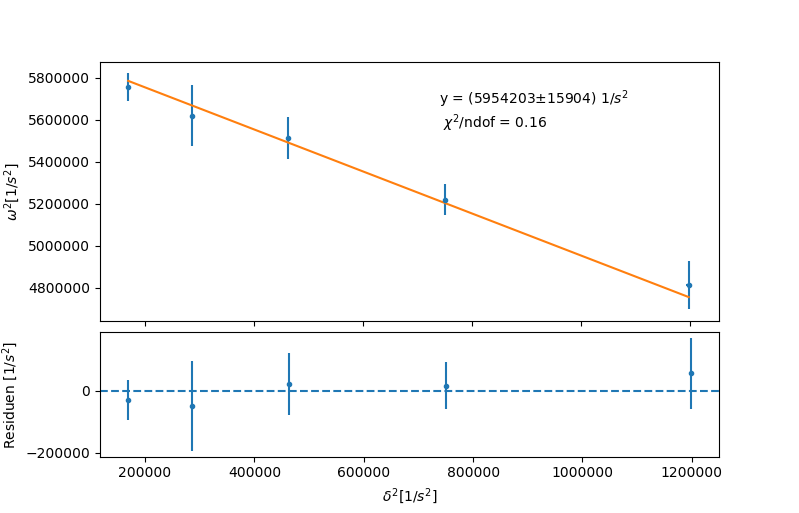 5800000
5600000
5400000
5200000
5000000
4800000
ω²[1/s²]
y = (5954203±15904) 1/s²
χ²/ndof = 0.16
Residuen [1/s²]
0
−200000
200000 400000 600000 800000 1000000 1200000
δ²[1/s²]